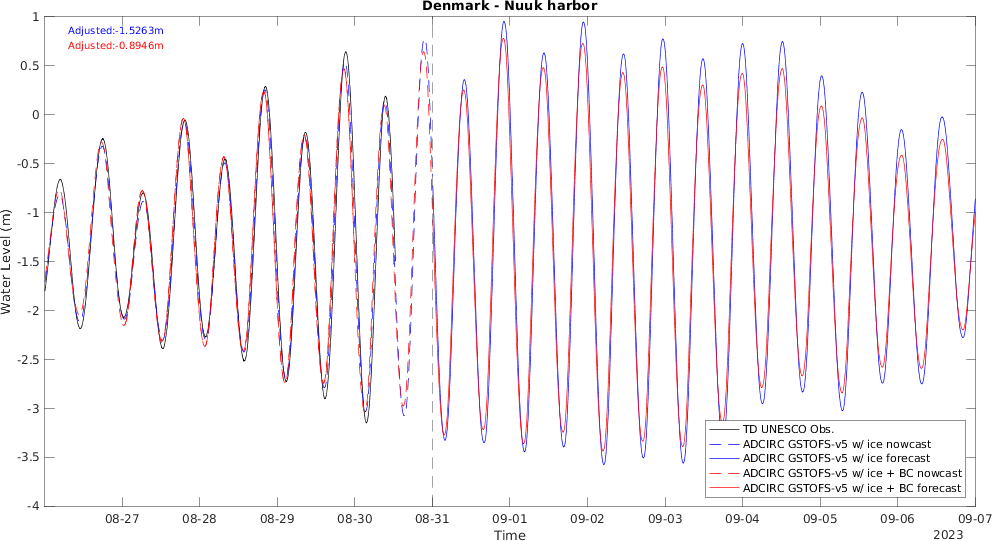 Denmark - Nuuk harbor
Adjusted:-1.5263m
Adjusted:-0.8946m
1
0.5
0
-0.5
-1
-1.5
-2
-2.5
-3
-3.5
-4
Water Level (m)
TD UNESCO Obs.
ADCIRC GSTOFS-v5 w/ ice nowcast
ADCIRC GSTOFS-v5 w/ ice forecast
ADCIRC GSTOFS-v5 w/ ice + BC nowcast
ADCIRC GSTOFS-v5 w/ ice + BC forecast
08-27 08-28 08-29 08-30 08-31 09-01 09-02 09-03 09-04 09-05 09-06 09-07
Time
2023